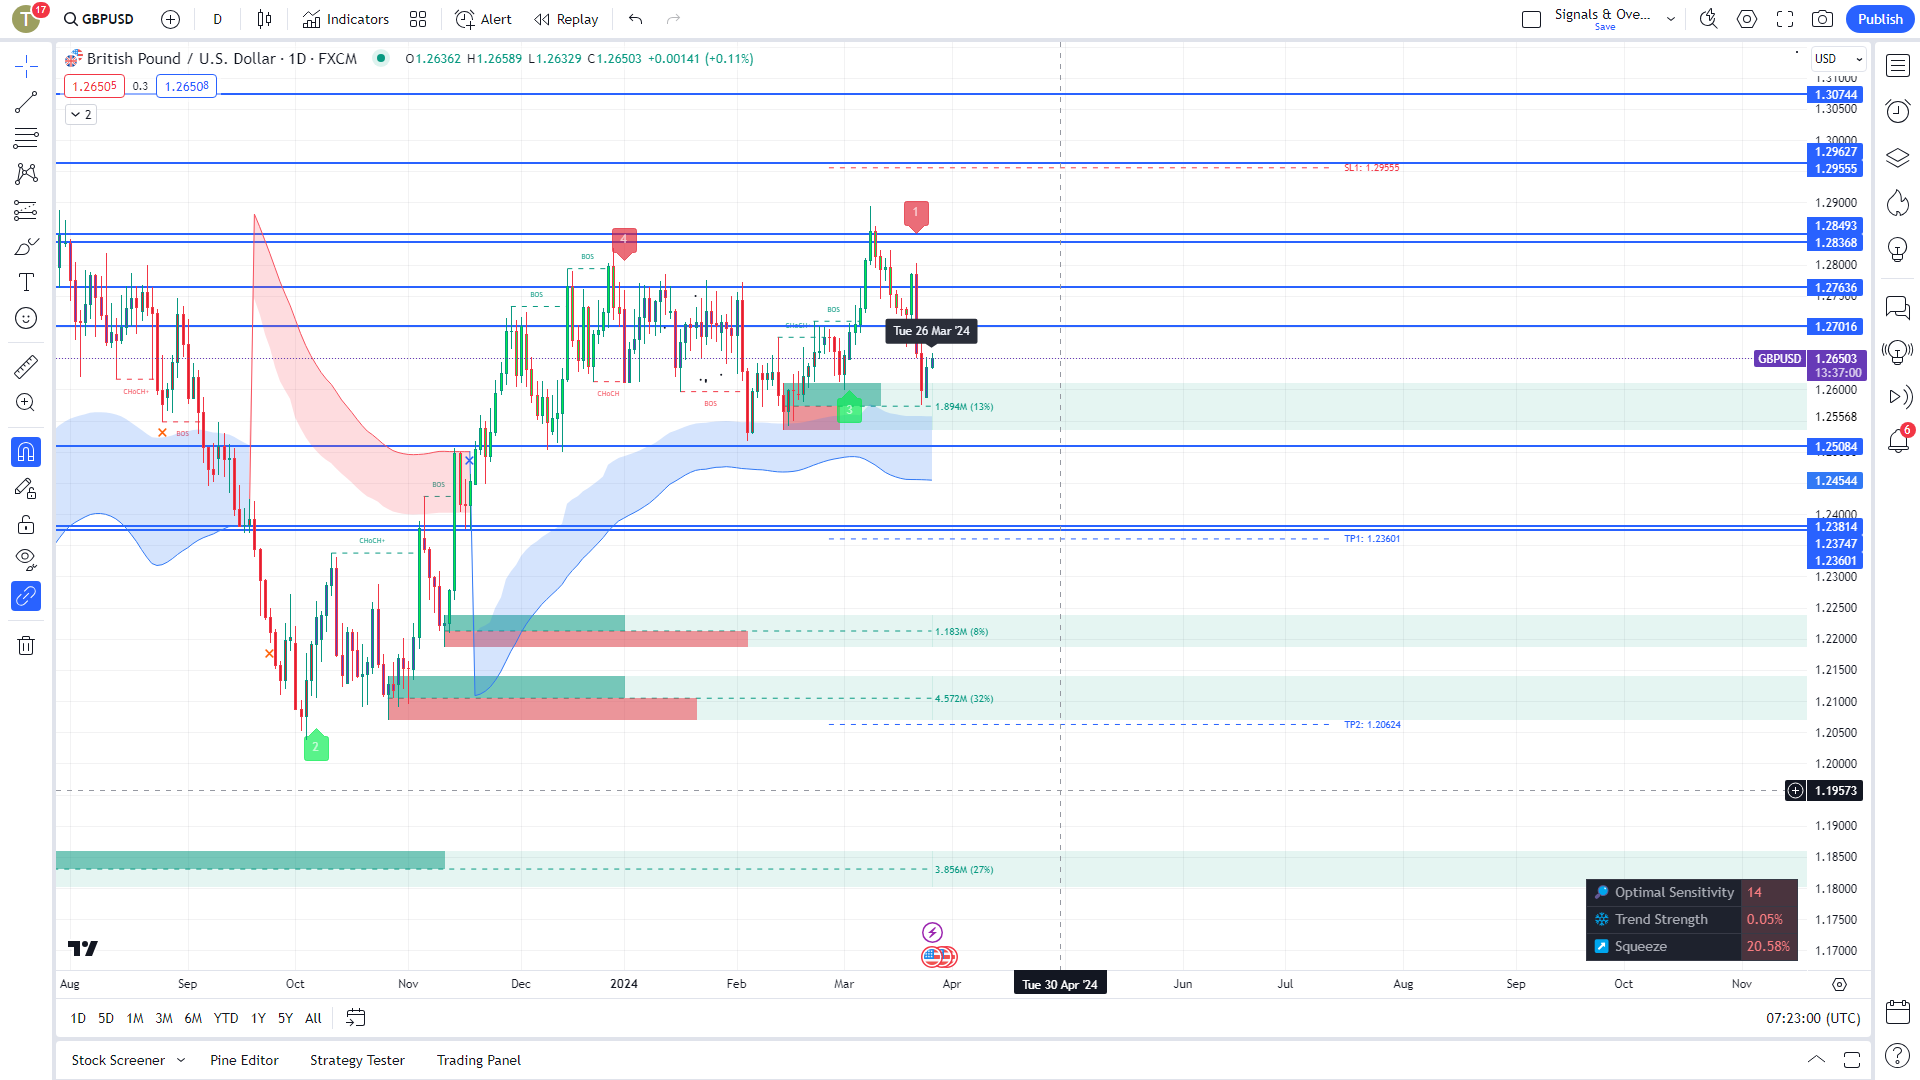 T
17
GBPUSD
D
Indicators
Alert
Replay
Signals & Ove...
Save
Publish
British Pound / U.S. Dollar · 1D · FXCM
O1.26362 H1.26589 L1.26329 C1.26503 +0.00141 (+0.11%)
USD
1.26505
0.3
1.26508
2
1.31000
1.30744
1.30500
1.30000
1.29627
SL1: 1.29555
1.29555
1.29000
1
1.28493
4
1.28368
BOS
1.28000
1.27636
BOS
1.27500
BOS
CHoCH+
1.27016
Tue 26 Mar '24
GBPUSD
1.26503
13:37:00
CHoCH+
CHoCH
1.26000
BOS
3
1.894M (13%)
1.25568
BOS
1.25084
1.24544
BOS
1.24000
1.23814
CHoCH+
TP1: 1.23601
1.23747
1.23601
1.23000
1.22500
1.183M (8%)
1.22000
1.21500
4.572M (32%)
1.21000
TP2: 1.20624
1.20500
2
1.20000
1.19573
1.19000
1.18500
3.856M (27%)
1.18000
Optimal Sensitivity 14
1.17500
Trend Strength 0.05%
Squeeze 20.58%
1.17000
6
Aug
Sep
Oct
Nov
Dec
2024
Feb
Mar
Apr
Tue 30 Apr '24
Jun
Jul
Aug
Sep
Oct
Nov
1D 5D 1M 3M 6M YTD 1Y 5Y All
07:23:00 (UTC)
Stock Screener
Pine Editor
Strategy Tester
Trading Panel